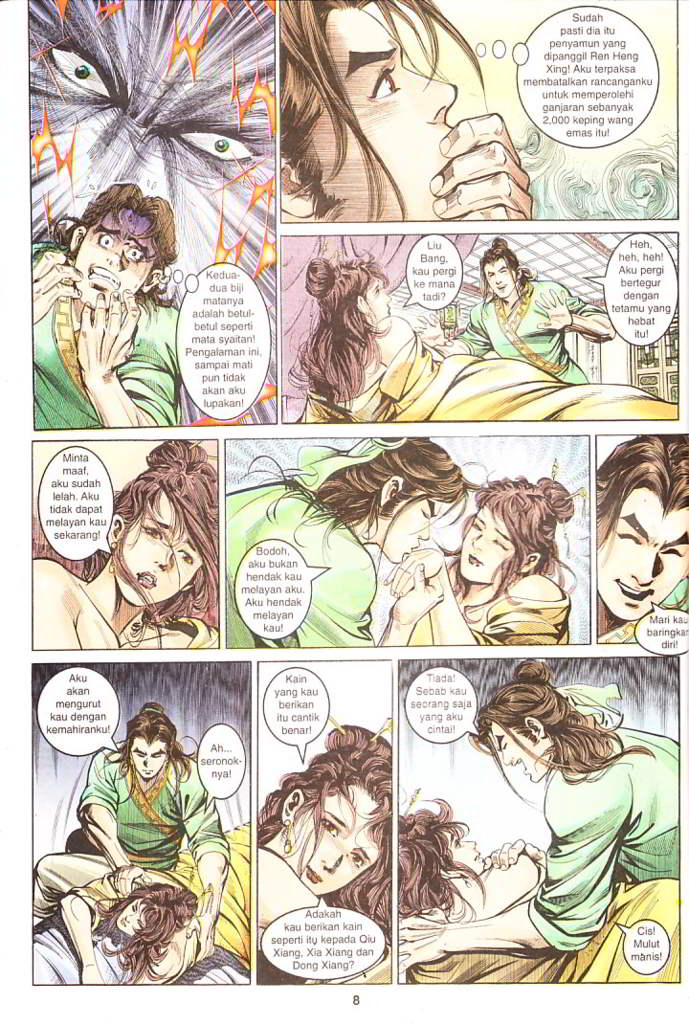 Sudah
pasti dia itu
penyamun yang
dipanggil Ren Heng
Xing! Aku terpaksa
membatalkan rancanganku
untuk memperolehi
ganjaran sebanyak
2,000 keping wang
emas itu!
Kedua-
dua biji
matanya
adalah betul-
betul seperti
mata syaitan!
Pengalaman ini,
sampai mati
pun tidak
akan aku
lupakan!
Liu
Bang,
kau pergi
ke mana
tadi?
Heh,
heh, heh!
Aku pergi
bertegur
dengan
tetamu yang
hebat
itu!
Minta
maaf,
aku sudah
lelah. Aku
tidak dapat
melayan kau
sekarang!
Bodoh,
aku bukan
hendak kau
melayan aku.
Aku hendak
melayan
kau!
Mari kau
baringkan
diri!
Aku
akan
mengurut
kau dengan
kemahiranku!
Ah...
seronok-
nya!
Kain
yang kau
berikan
itu cantik
benar!
Adakah
kau berikan kain
seperti itu kepada Qiu
Xiang, Xia Xiang dan
Dong Xiang?
Tiada!
Sebab kau
seorang saja
yang aku
cintai!
Cis!
Mulut
manis!
8